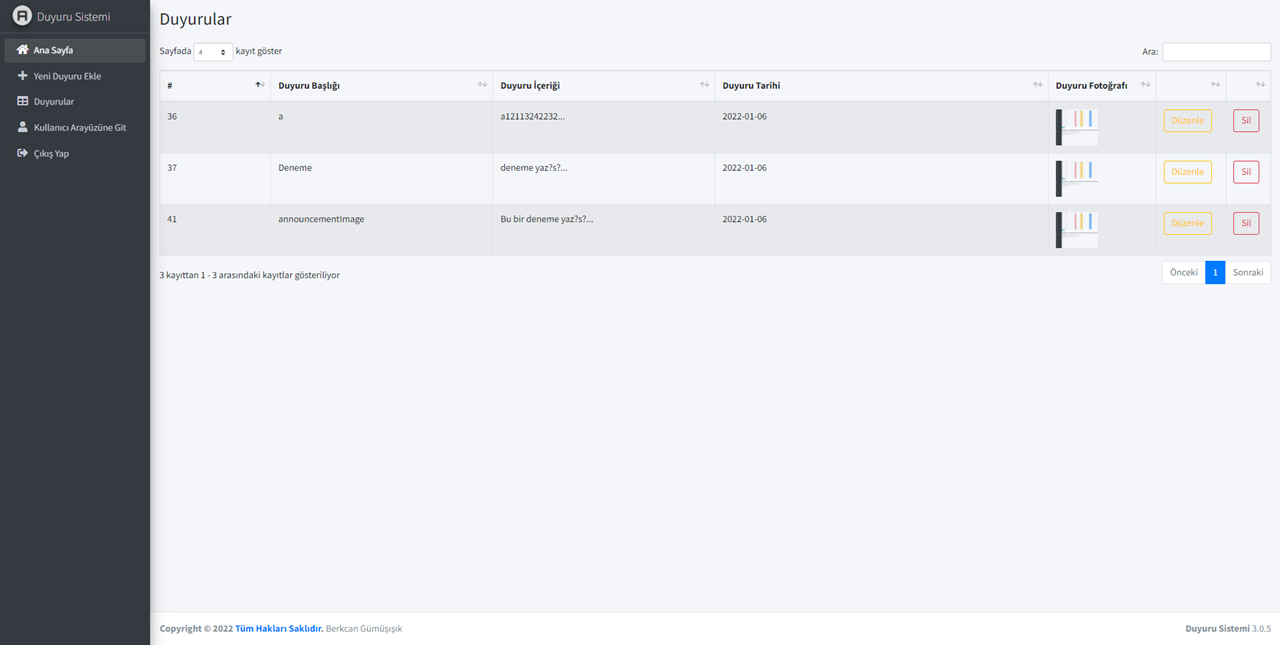 Duyuru Sistemi
Ana Sayfa
Yeni Duyuru Ekle
Duyurular
Kullanıcı Arayüzüne Git
Çıkış Yap
Duyurular
Sayfada 4 kayıt göster
Ara:
# Duyuru Başlığı Duyuru İçeriği Duyuru Tarihi Duyuru Fotoğrafı
36 a a12113242232... 2022-01-06 Düzenle Sil
37 Deneme deneme yaz?s?... 2022-01-06 Düzenle Sil
41 announcementImage Bu bir deneme yaz?s?... 2022-01-06 Düzenle Sil
3 kayıttan 1 - 3 arasındaki kayıtlar gösteriliyor
Önceki 1 Sonraki
Copyright © 2022 Tüm Hakları Saklıdır. Berkcan Gümüşışık
Duyuru Sistemi 3.0.5